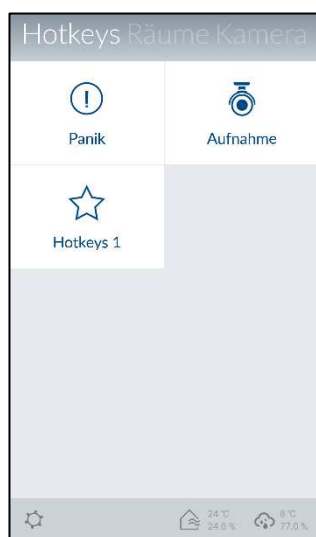 Hotkeys Räume Kamera
Panik
Aufnahme
Hotkeys 1
24 °C
24.0 %
8 °C
77.0 %